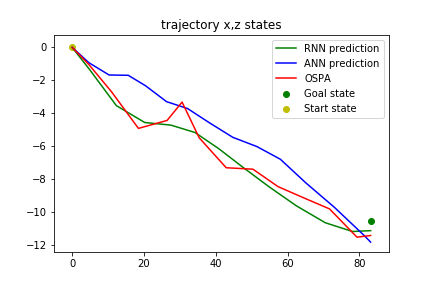 trajectory x,z states
RNN prediction
ANN prediction
OSPA
Goal state
Start state
0
−2
−4
−6
−8
−10
−12
0
20
40
60
80